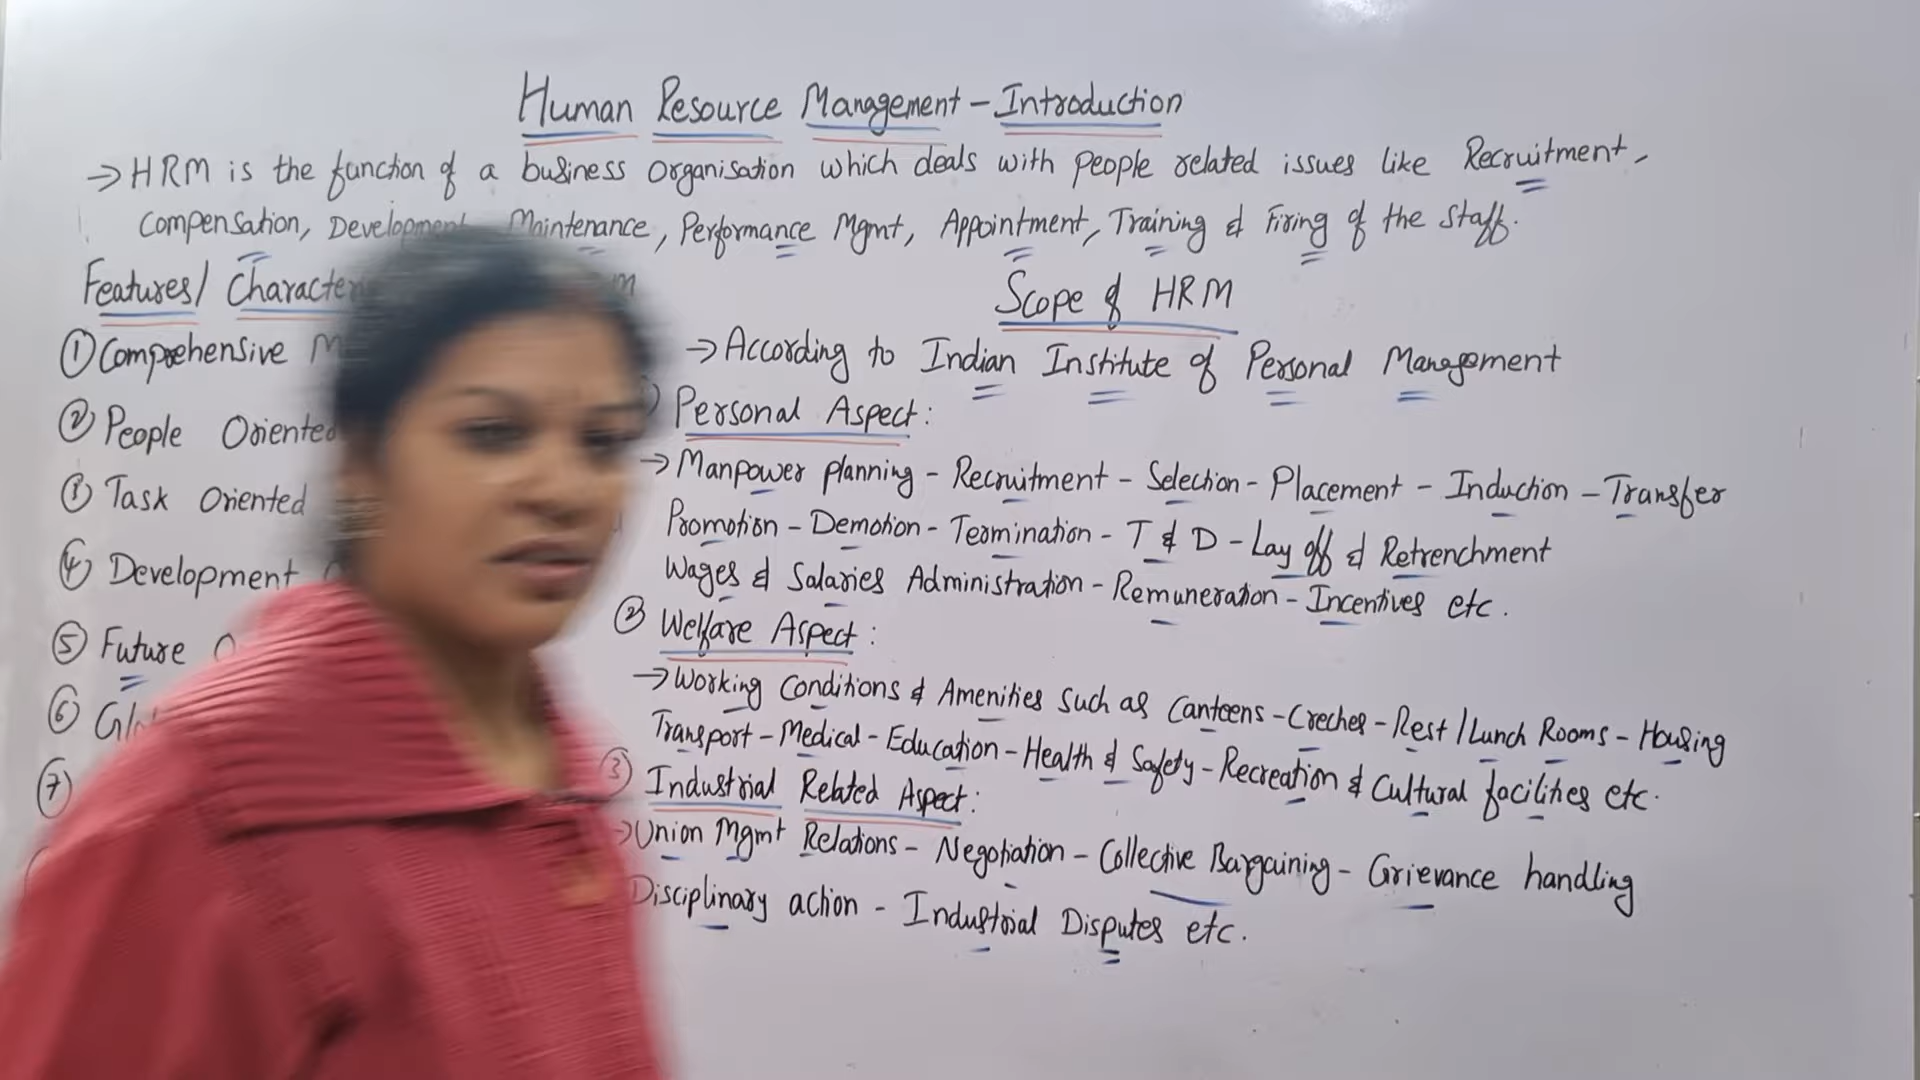 Human Resource Management - Introduction
→ HRM is the function of a business organisation which deals with people related issues like Recruitment,
Compensation, Development Maintenance, Performance Mgmt, Appointment, Training & Firing of the Staff.
Features/
① Comprehensive
② People Oriented
③ Task Oriented
④ Development
⑤ Future
⑥
⑦
Scope of HRM
→ According to Indian Institute of Personal Management
Personal Aspect:
→ Manpower planning - Recruitment - Selection - Placement - Induction - Transfer
Promotion - Demotion - Termination - T & D - Lay off & Retrenchment
Wages & Salaries Administration - Remuneration - Incentives etc.
② Welfare Aspect:
→ Working Conditions & Amenities such as Canteens - Creches - Rest / Lunch Rooms - Housing
Transport - Medical - Education - Health & Safety - Recreation & Cultural facilities etc.
③ Industrial Related Aspect:
→ Union Mgmt Relations - Negotiation - Collective Bargaining - Grievance handling
Disciplinary action - Industrial Disputes etc.